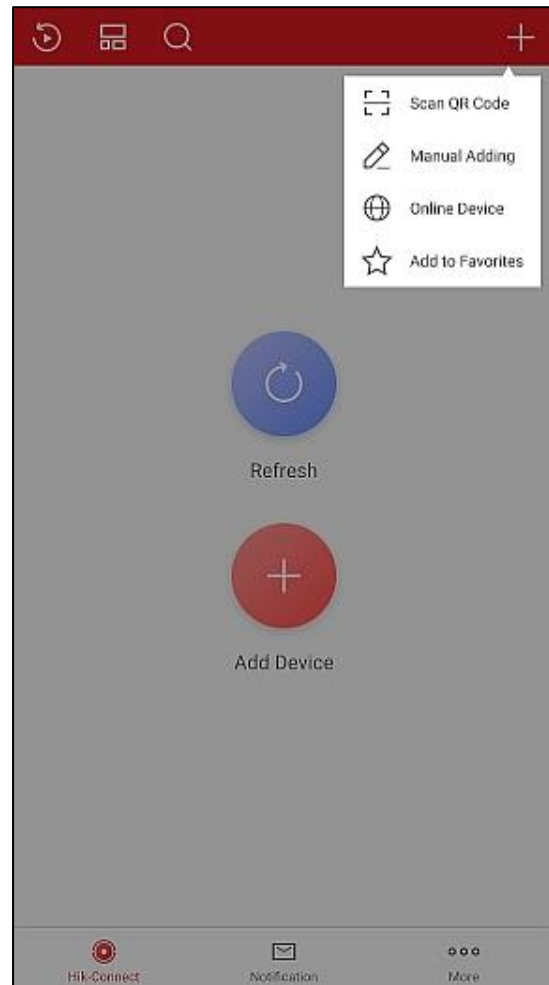 Scan QR Code
Manual Adding
Online Device
Add to Favorites
Refresh
Add Device
Hik-Connect
Notification
More